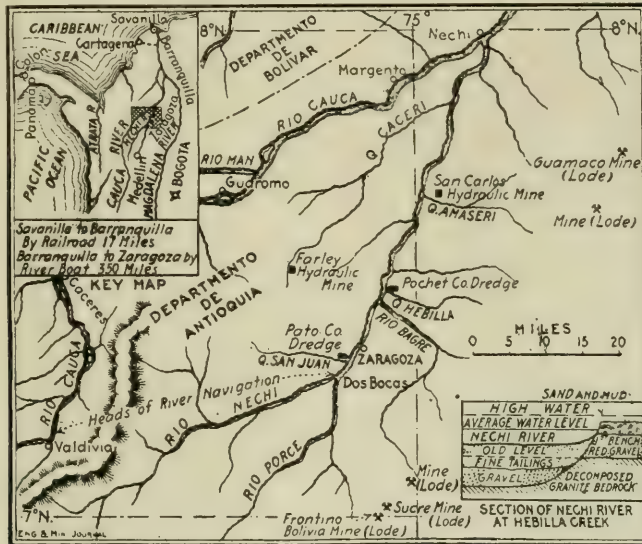 CARIBBEAN
SEA
Savanilla
Cartagena
Barranquilla
Colon
Panama
PACIFIC
OCEAN
ATRATA R.
CAUCA
RIVER
NECHI R.
Zaragoza
Medellin
MAGDALENA RIVER
BOGOTA
Savanille to Barranquilla
By Railroad 17 Miles
Barranquilla to Zaragoza by
River Boat 350 Miles
KEY MAP
8°N.
75°
8°N.
DEPARTMENTO
DE
BOLIVAR
Nechi
Margento
RIO CAUCA
Q. CACERI
RIO MAN
Gudromo
Guamaco Mine
(Lode)
San Carlos
Hydraulic Mine
Q. AMASERI
Mine (Lode)
Farley
Hydraulic
Mine
DEPARTMENTO
DE
ANTIOQUIA
Pochet Co. Dredge
Q. HEBILLA
RIO BAGRE
MILES
0 5 10 15 20
Caceres
RIO CAUCA
Pato Co.
Dredge
Q. SAN JUAN
ZARAGOZA
Dos Bocas
Heads of River Navigation
RIO NECHI
Valdivia
RIO PORCE
Mine
(Lode)
Sucre Mine
(Lode)
Frontino
Bolivia Mine (Lode)
7°N.
ENG & MIN JOURNAL
SAND AND MUD
HIGH WATER
AVERAGE WATER LEVEL
NECHI RIVER
OLD LEVEL
FINE TAILINGS
GRAVEL
BENCH
RED GRAVEL
DECOMPOSED
GRANITE BEDROCK
SECTION OF NECHI RIVER
AT HEBILLA CREEK